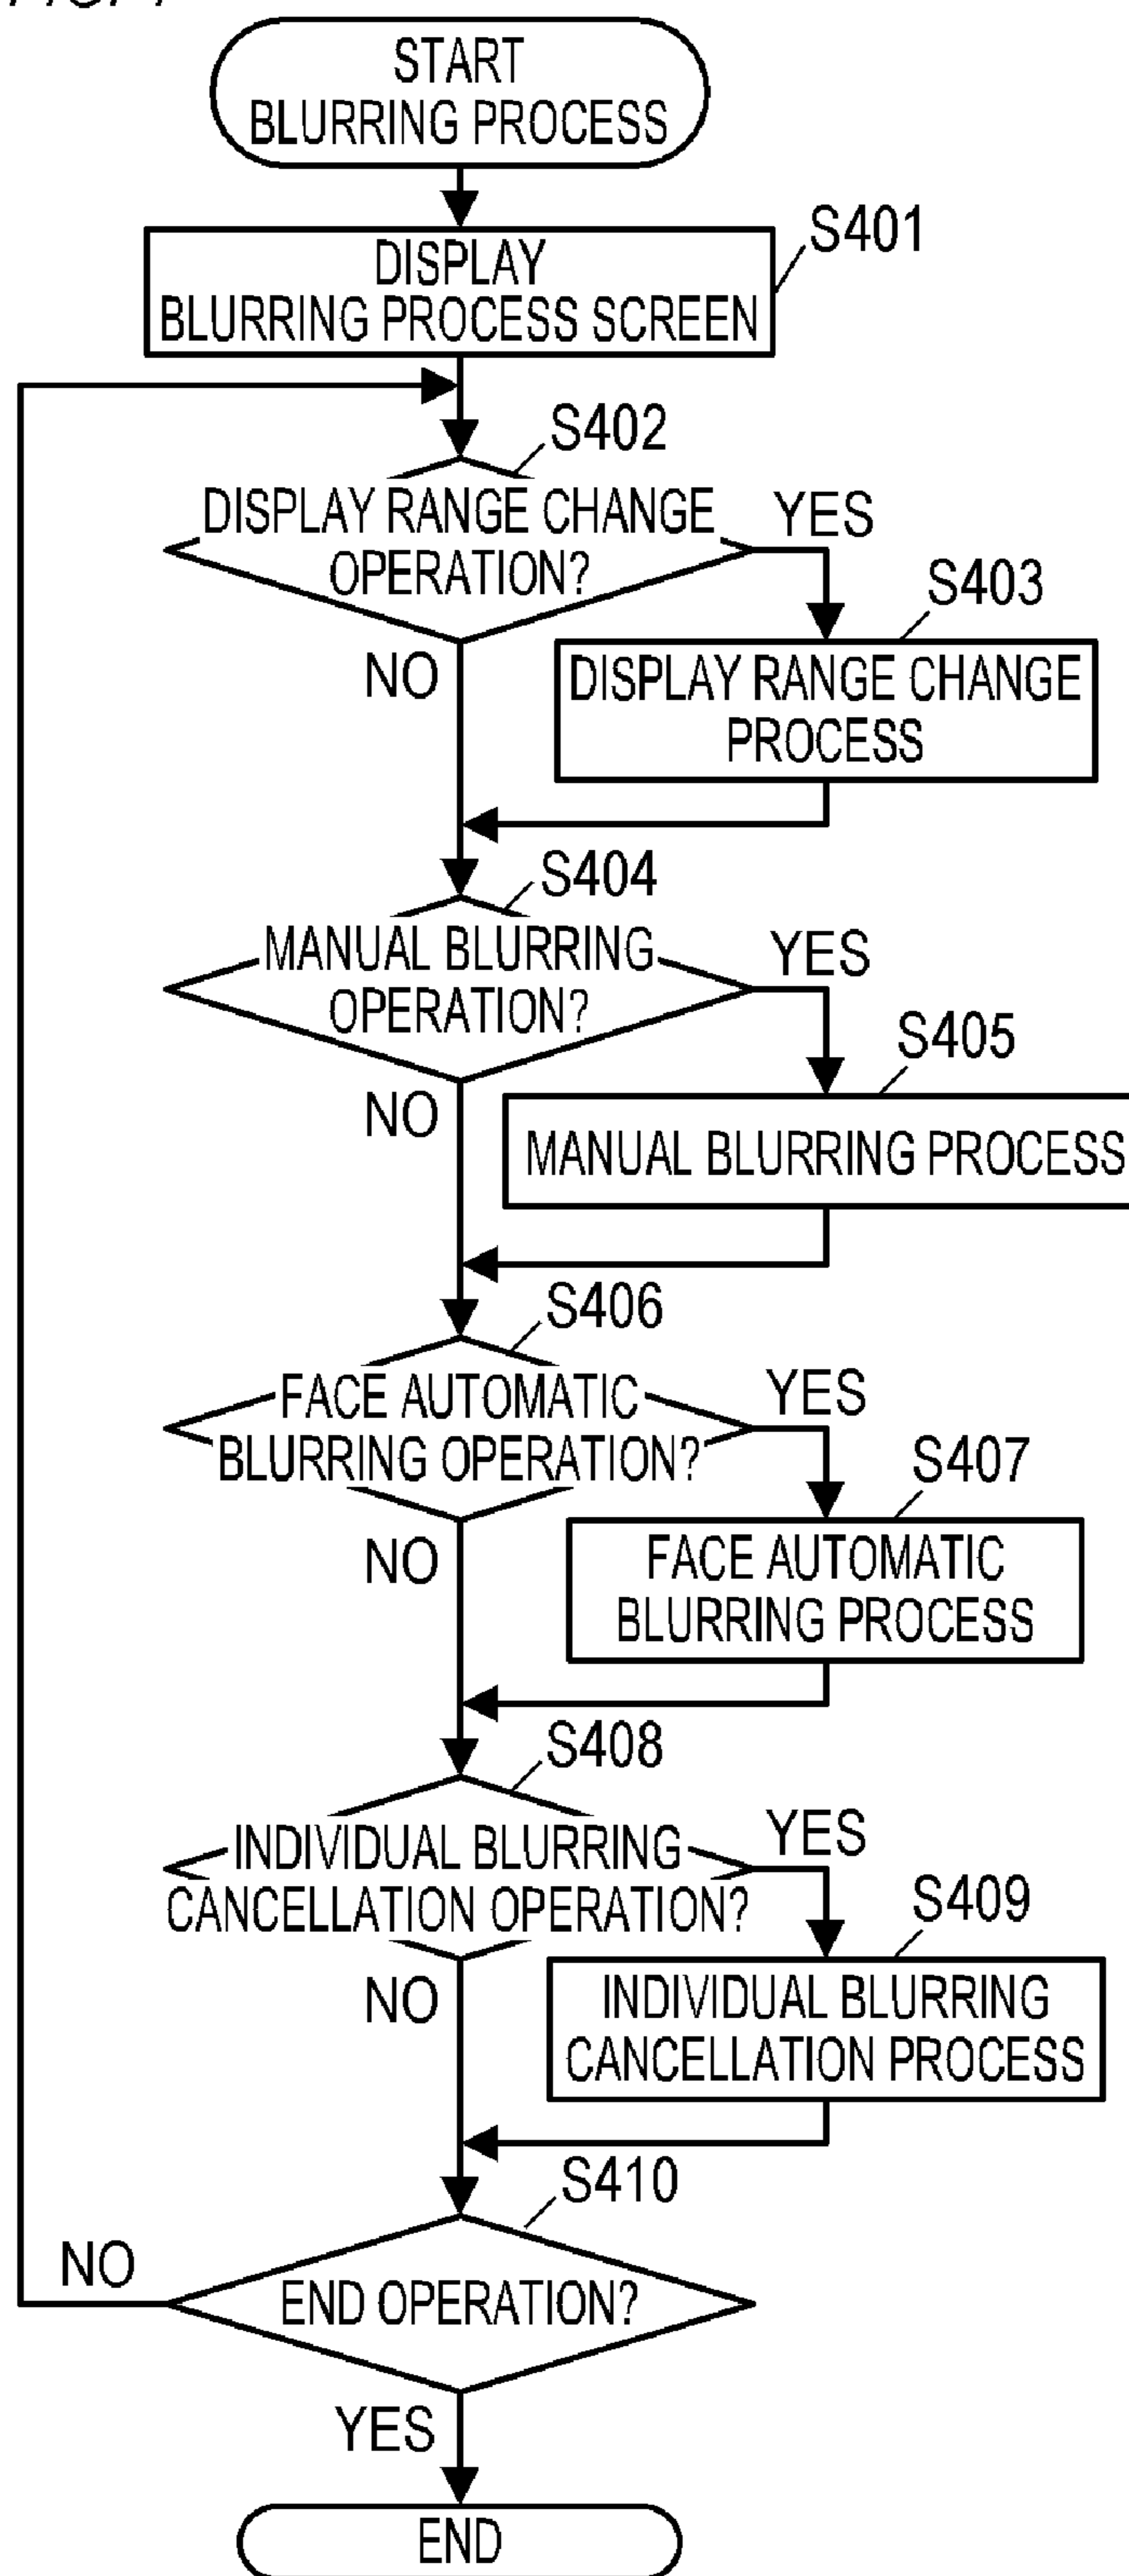 START
BLURRING PROCESS
S401
DISPLAY
BLURRING PROCESS SCREEN
S402
DISPLAY RANGE CHANGE
OPERATION?
YES
S403
NO
DISPLAY RANGE CHANGE
PROCESS
S404
MANUAL BLURRING
OPERATION?
YES
S405
NO
MANUAL BLURRING PROCESS
S406
FACE AUTOMATIC
BLURRING OPERATION?
YES
S407
NO
FACE AUTOMATIC
BLURRING PROCESS
S408
INDIVIDUAL BLURRING
CANCELLATION OPERATION?
YES
S409
NO
INDIVIDUAL BLURRING
CANCELLATION PROCESS
S410
NO
END OPERATION?
YES
END